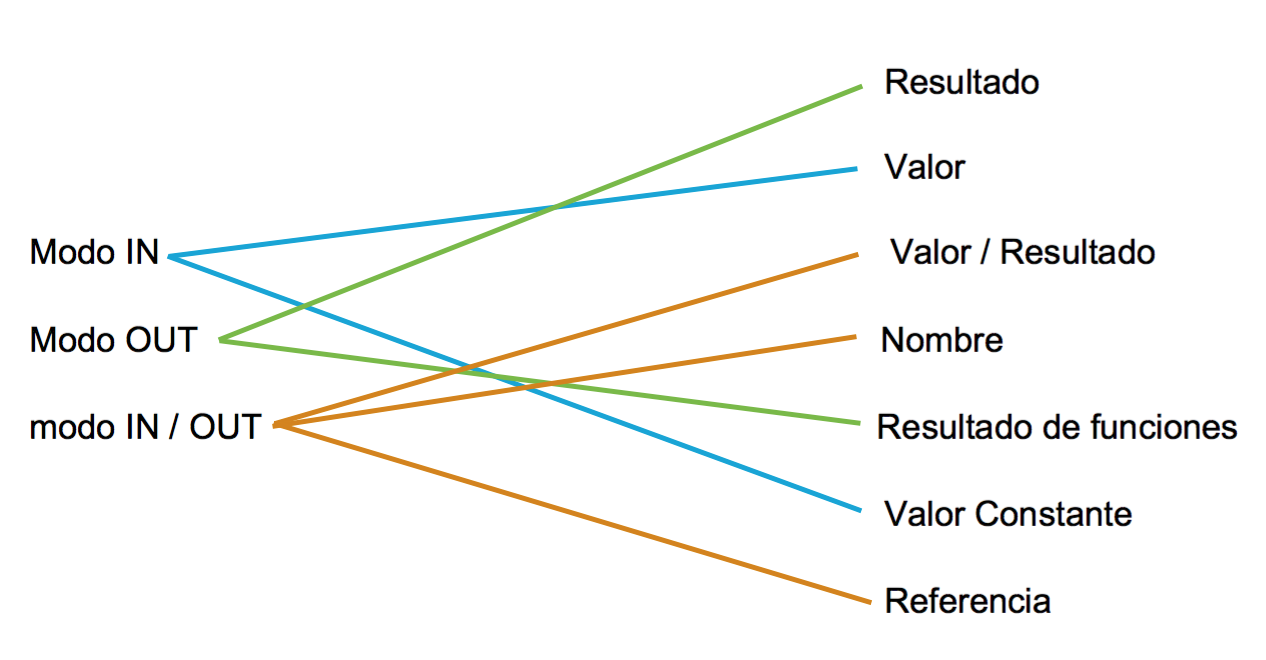 Modo IN
Modo OUT
modo IN / OUT
Resultado
Valor
Valor / Resultado
Nombre
Resultado de funciones
Valor Constante
Referencia